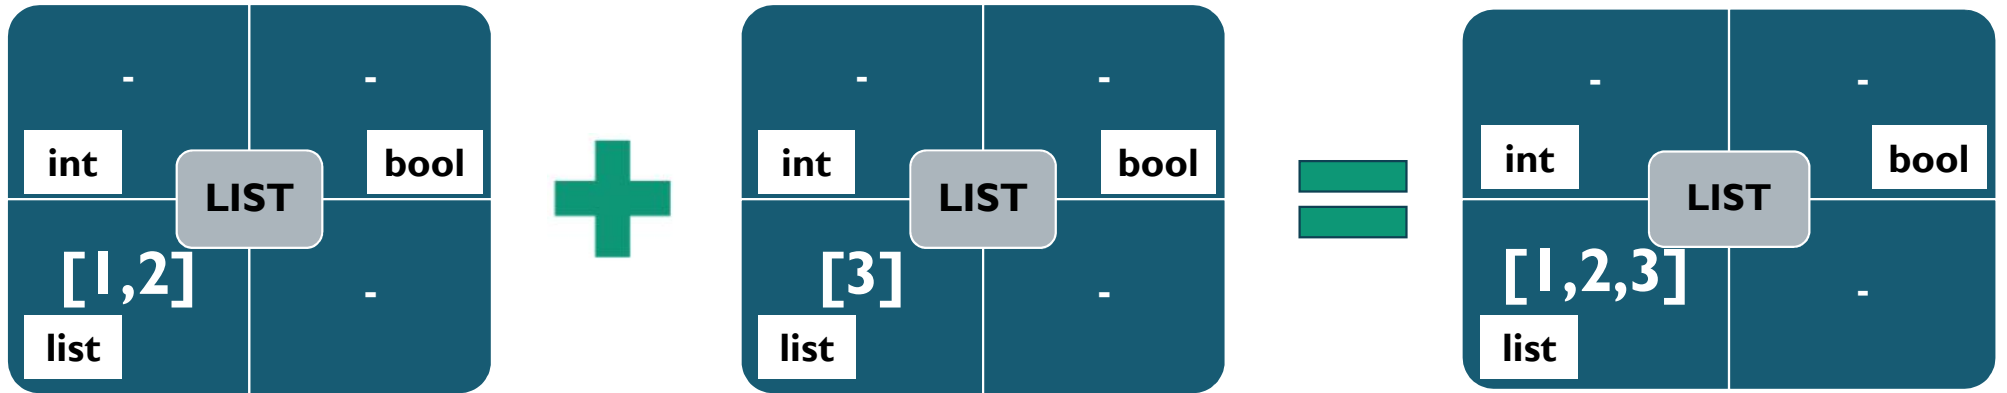 - -
int bool
LIST
[1,2] -
list
- -
int bool
LIST
[3] -
list
- -
int bool
LIST
[1,2,3] -
list